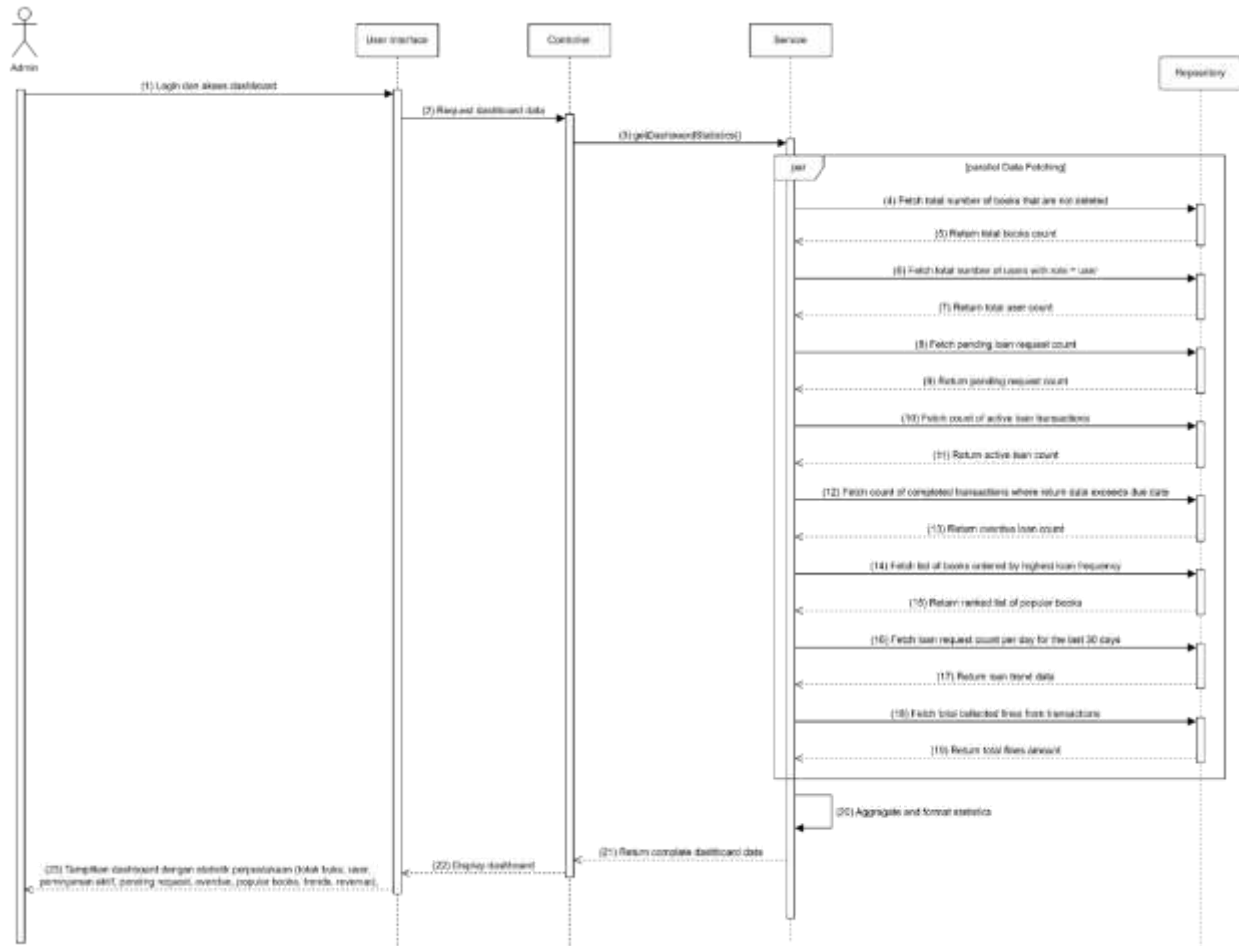 User Interface
Controller
Service
Repository
Admin
(1) Login dan akses dashboard
(2) Request dashboard data
(3) getDashboardStatistics()
par
[parallel Data Fetching]
(4) Fetch total number of books that are not deleted
(5) Return total books count
(6) Fetch total number of users with role = user
(7) Return total user count
(8) Fetch pending loan request count
(9) Return pending request count
(10) Fetch count of active loan transactions
(11) Return active loan count
(12) Fetch count of completed transactions where return date exceeds due date
(13) Return overdue loan count
(14) Fetch list of books ordered by highest loan frequency
(15) Return ranked list of popular books
(16) Fetch loan request count per day for the last 30 days
(17) Return loan trend data
(18) Fetch total collected fines from transactions
(19) Return total fines amount
(20) Aggregate and format statistics
(21) Return complete dashboard data
(22) Display dashboard
(23) Tampilkan dashboard dengan statistik perpustakaan (total buku, user,
peminjaman aktif, pending request, overdue, popular books, trends, revenue),